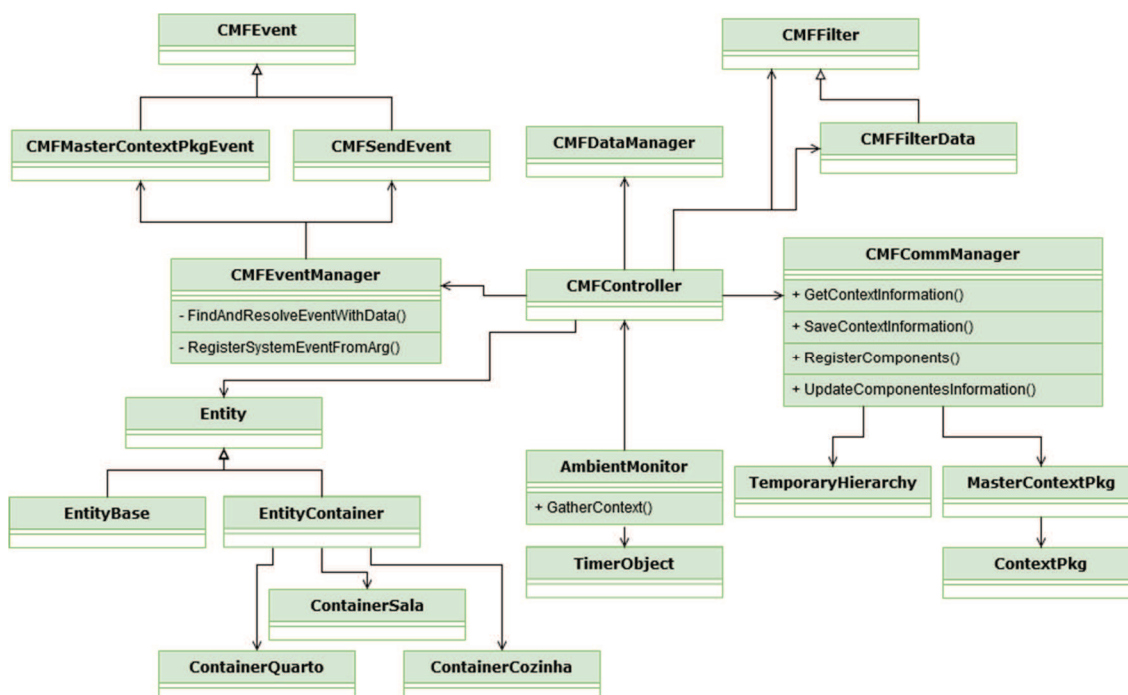 CMFEvent
CMFFilter
CMFMasterContextPkgEvent
CMFSendEvent
CMFDataManager
CMFFilterData
CMFEventManager
- FindAndResolveEventWithData()
- RegisterSystemEventFromArg()
CMFController
CMFCommManager
+ GetContextInformation()
+ SaveContextInformation()
+ RegisterComponents()
+ UpdateComponentesInformation()
Entity
AmbientMonitor
+ GatherContext()
TemporaryHierarchy
MasterContextPkg
EntityBase
EntityContainer
TimerObject
ContextPkg
ContainerSala
ContainerQuarto
ContainerCozinha